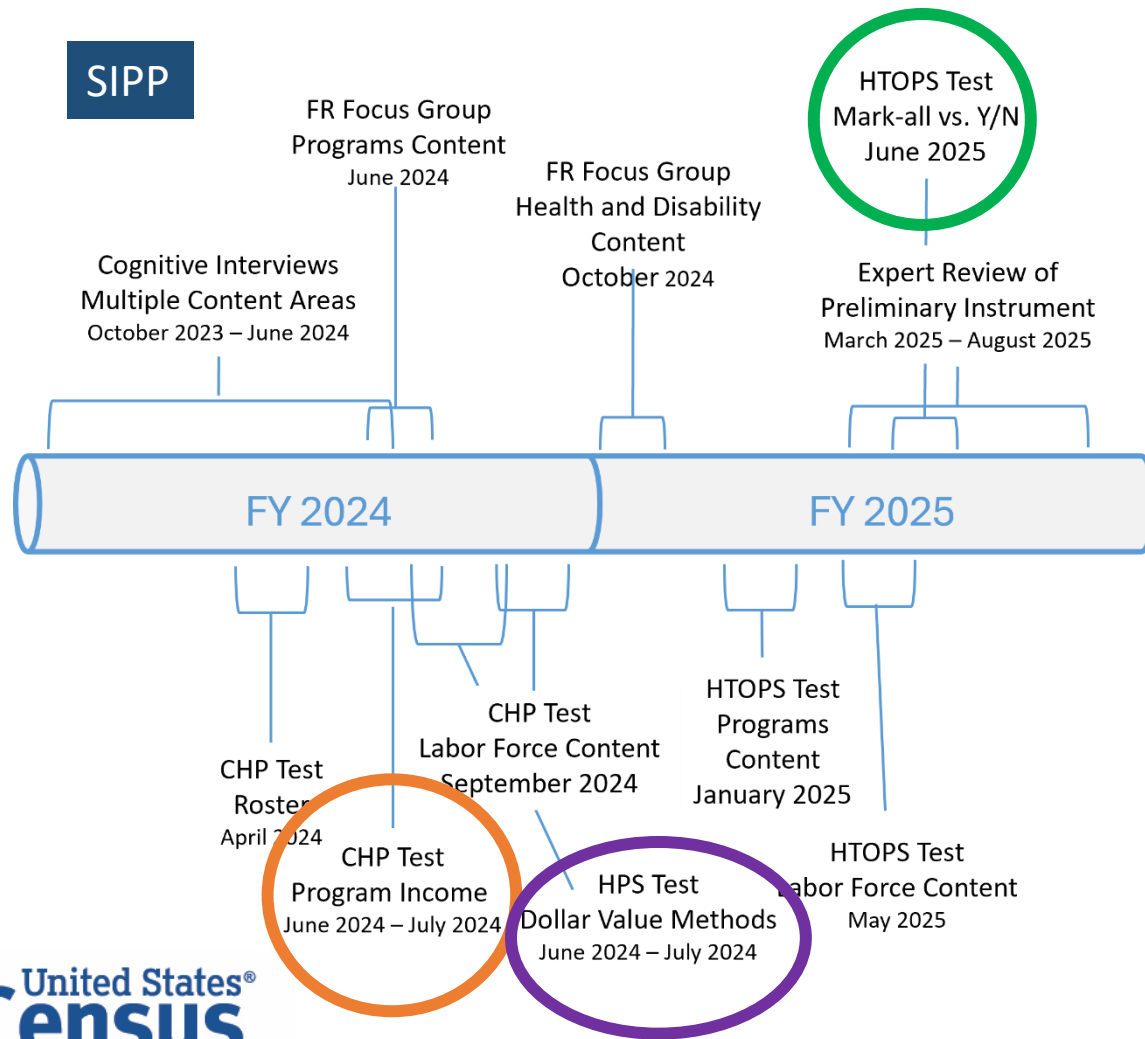 SIPP
FR Focus Group
Programs Content
June 2024
FR Focus Group
Health and Disability
Content
October 2024
HTOPS Test
Mark-all vs. Y/N
June 2025
Cognitive Interviews
Multiple Content Areas
October 2023 – June 2024
Expert Review of
Preliminary Instrument
March 2025 – August 2025
FY 2024
FY 2025
CHP Test
Roster
April 2024
CHP Test
Program Income
June 2024 – July 2024
CHP Test
Labor Force Content
September 2024
HPS Test
Dollar Value Methods
June 2024 – July 2024
HTOPS Test
Programs
Content
January 2025
HTOPS Test
Labor Force Content
May 2025
United States®
Census